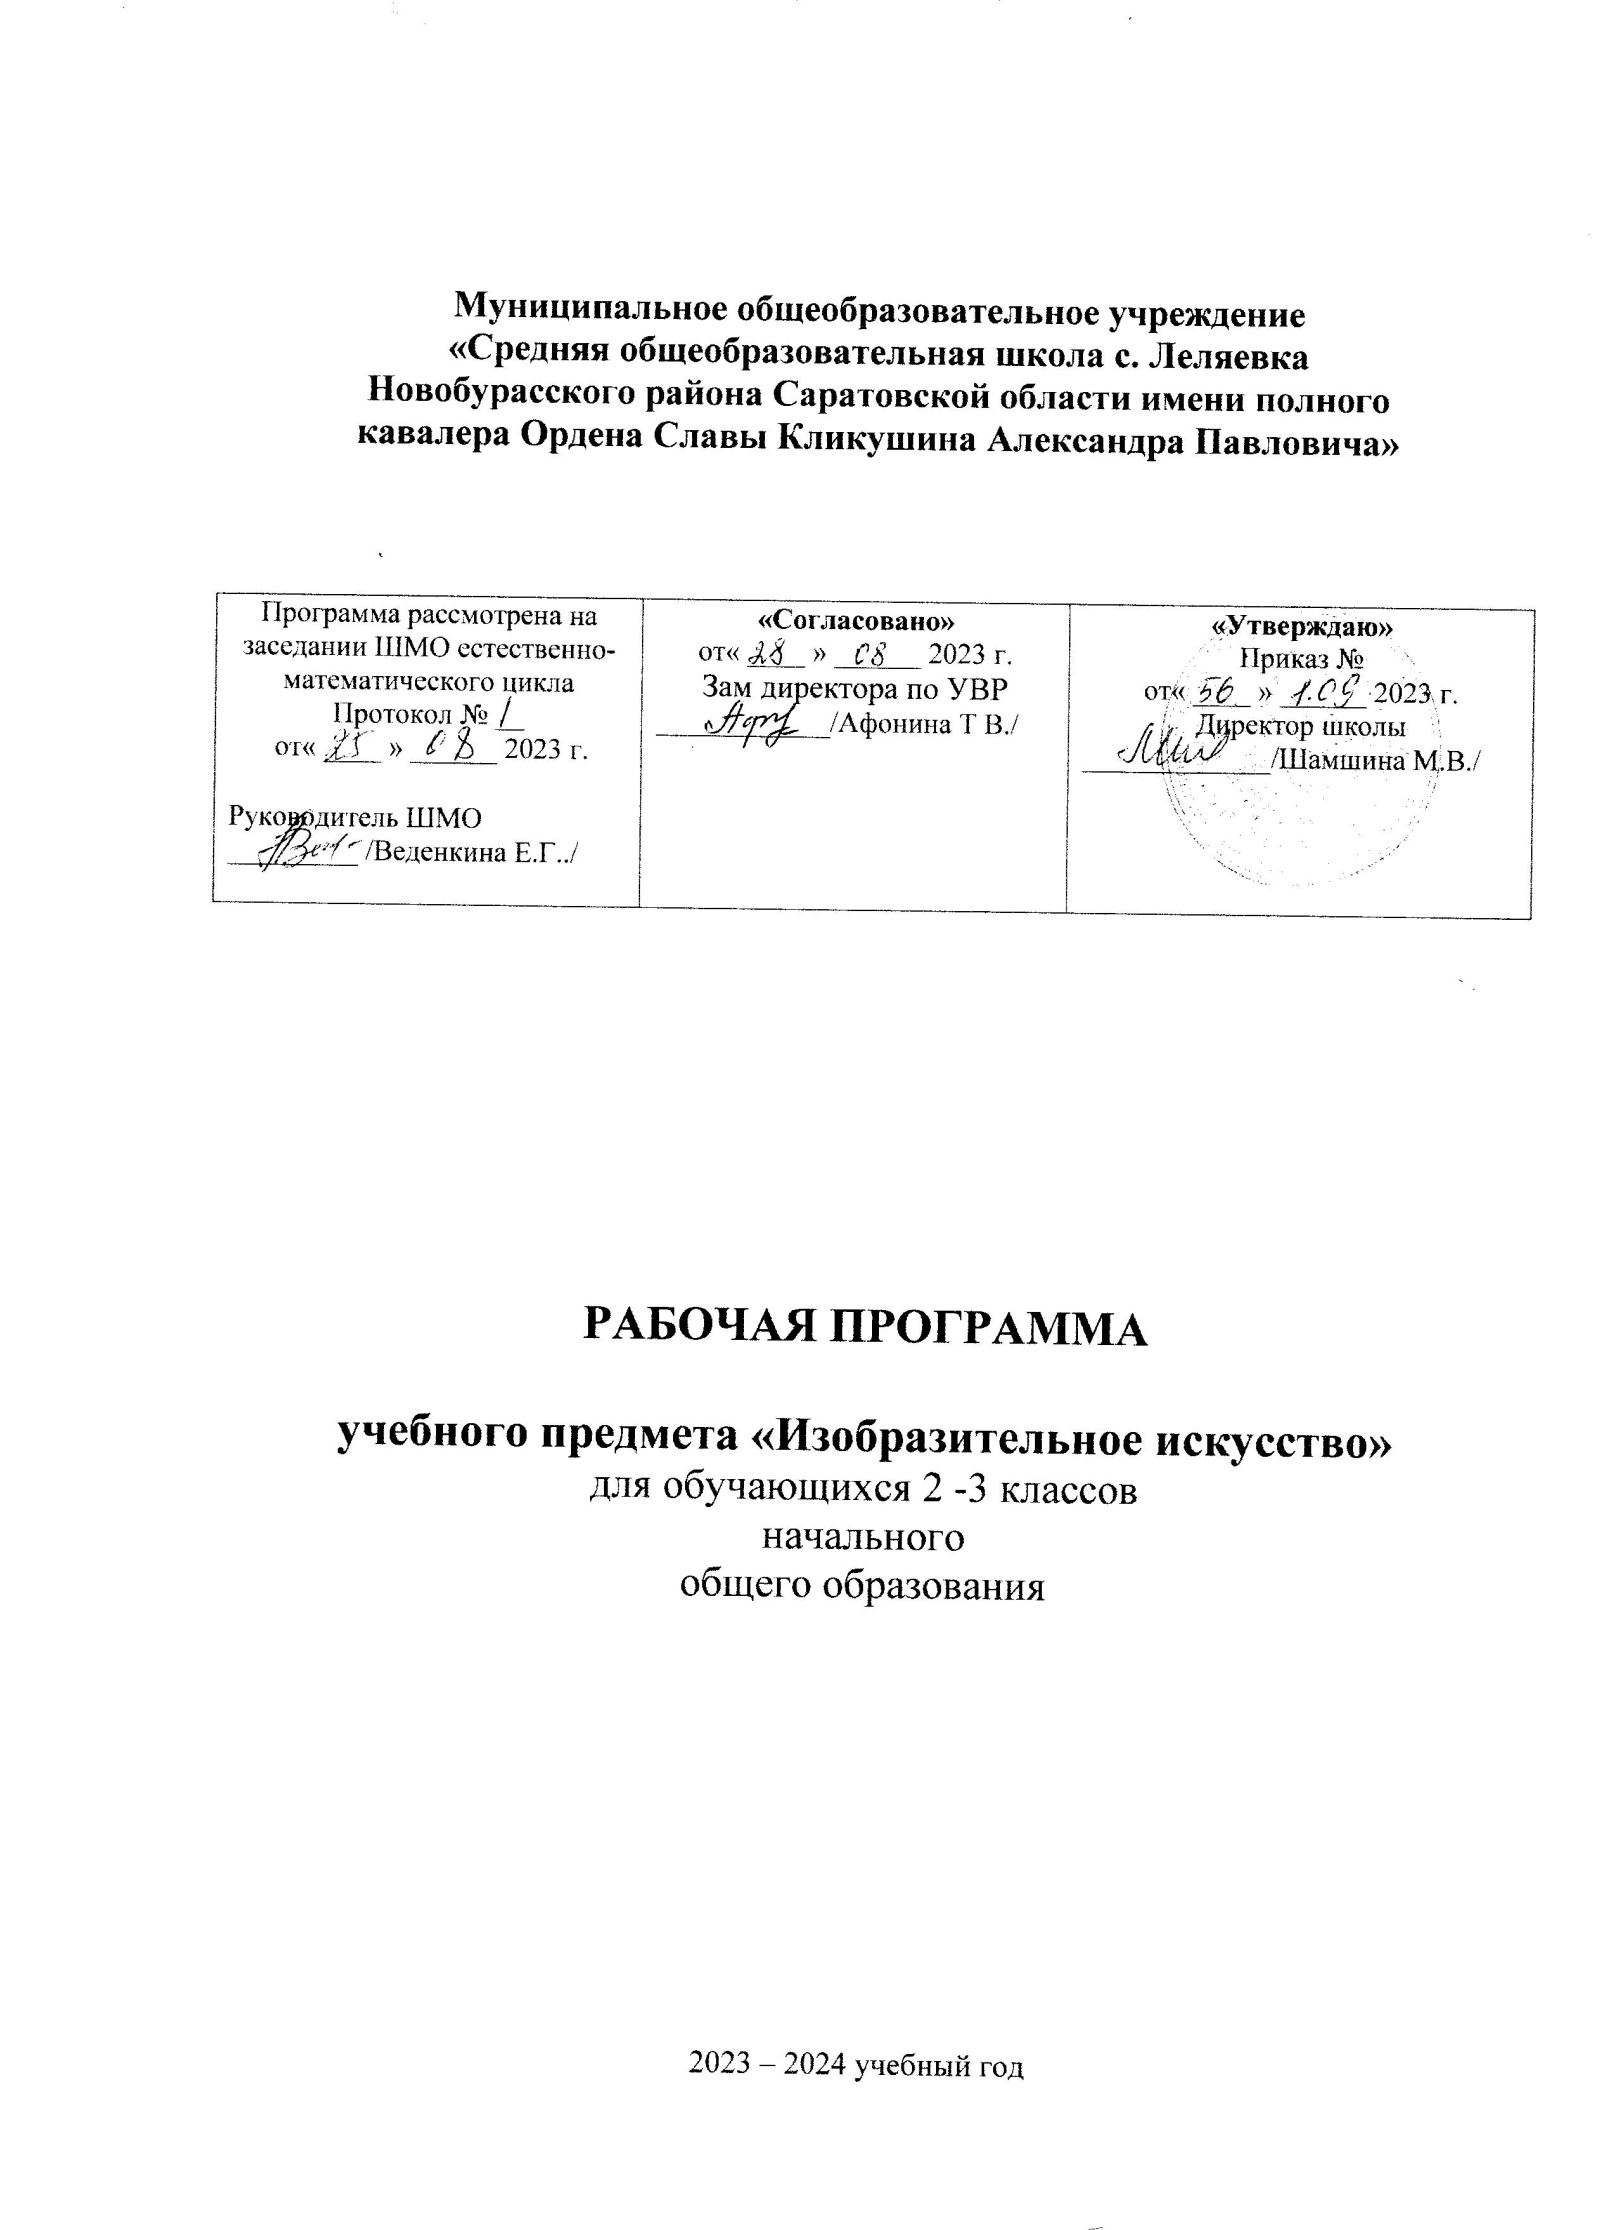 Муниципальное общеобразовательное учреждение
«Средняя общеобразовательная школа с. Леляевка
Новобурасского района Саратовской области имени полного
кавалера Ордена Славы Кликушина Александра Павловича»
Программа рассмотрена на
заседании ШМО естественно-
математического цикла
Протокол № 1
от« 25 » 08 2023 г.
Руководитель ШМО
/Веденкина Е.Г../
«Согласовано»
от« 28 » 08 2023 г.
Зам директора по УВР
/Афонина Т В./
«Утверждаю»
Приказ №
от« 56 » 1.09 2023 г.
Директор школы
/Шамшина М.В./
РАБОЧАЯ ПРОГРАММА
учебного предмета «Изобразительное искусство»
для обучающихся 2 -3 классов
начального
общего образования
2023 – 2024 учебный год